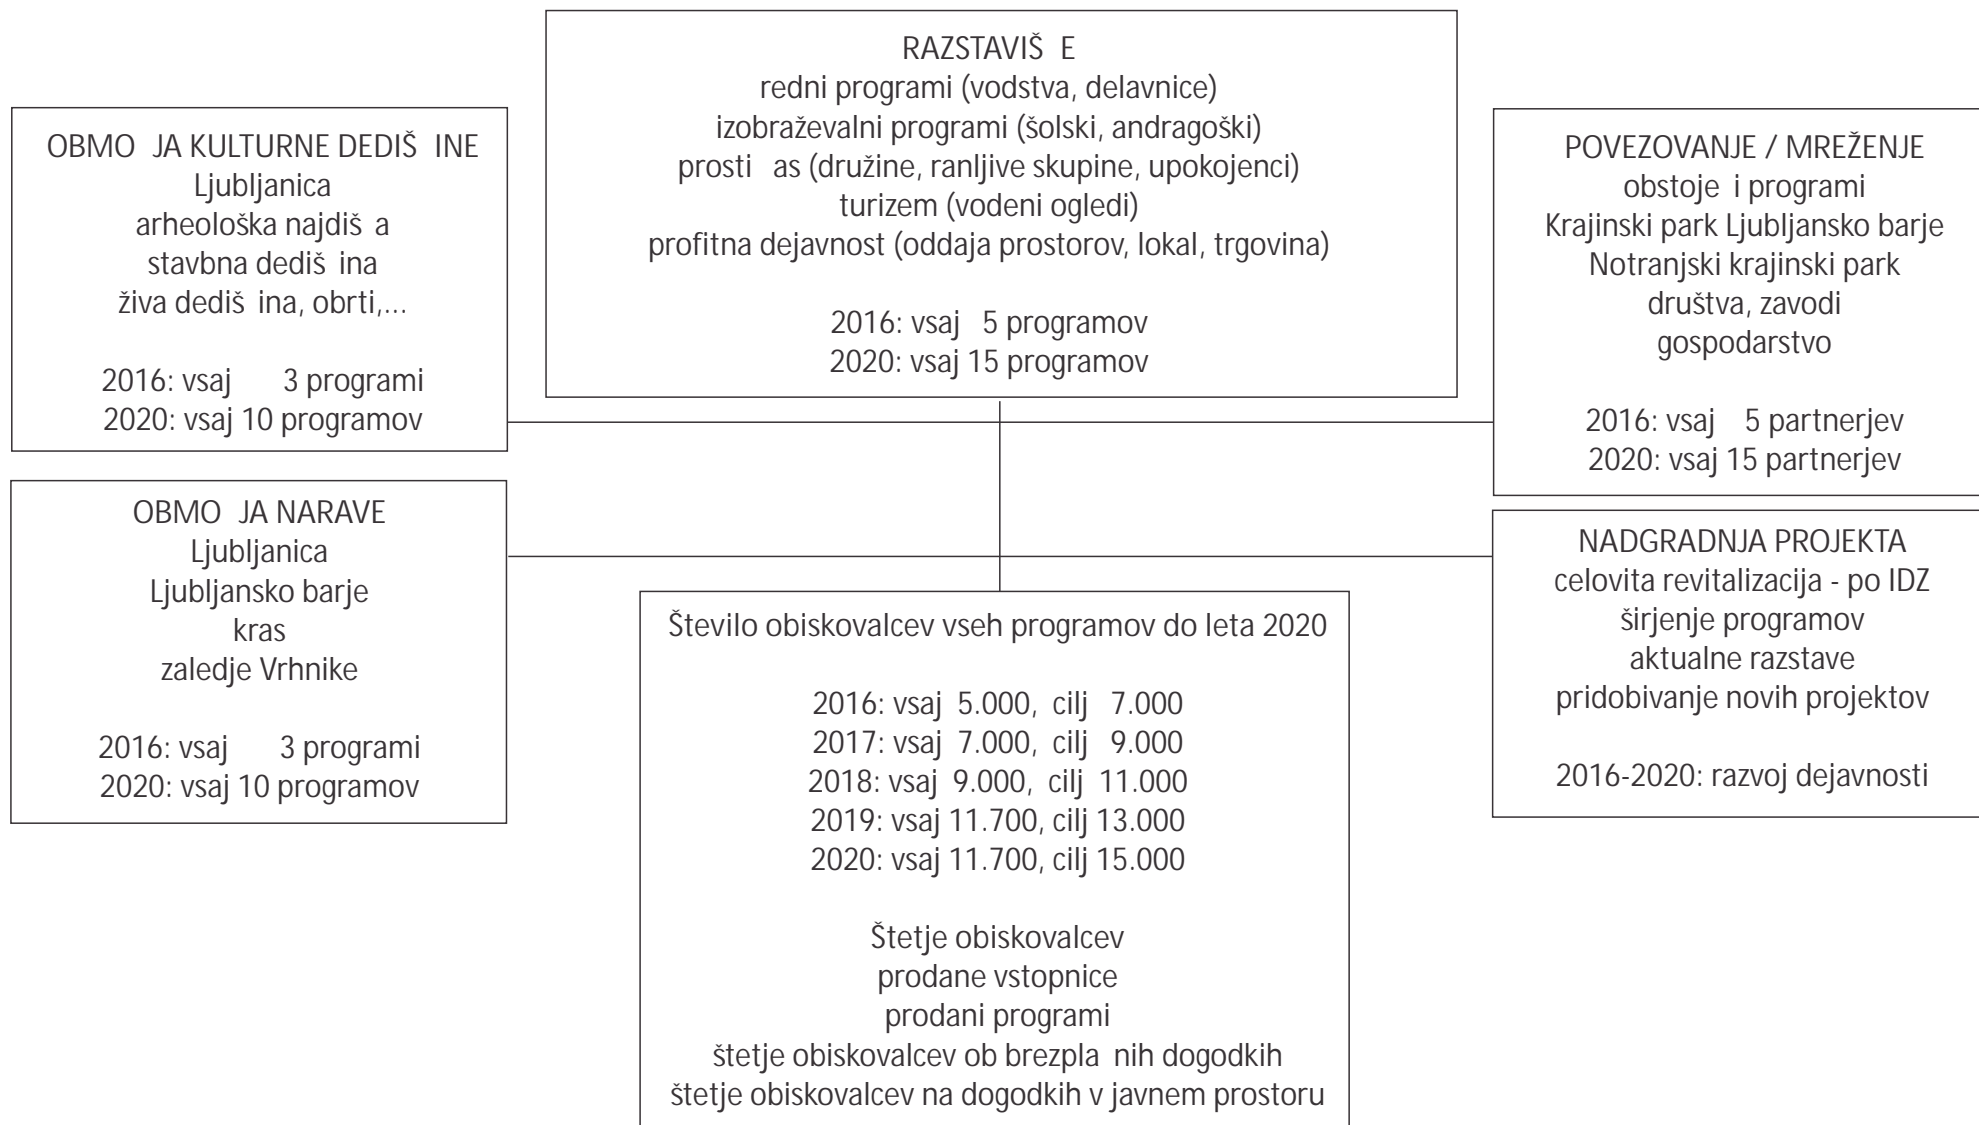 RAZSTAVIŠ E
redni programi (vodstva, delavnice)
izobraževalni programi (šolski, andragoški)
prosti as (družine, ranljive skupine, upokojenci)
turizem (vodeni ogledi)
profitna dejavnost (oddaja prostorov, lokal, trgovina)
2016: vsaj 5 programov
2020: vsaj 15 programov
OBMO JA KULTURNE DEDIŠ INE
Ljubljanica
arheološka najdiš a
stavbna dediš ina
živa dediš ina, obrti,...
2016: vsaj 3 programi
2020: vsaj 10 programov
POVEZOVANJE / MREŽENJE
obstoje i programi
Krajinski park Ljubljansko barje
Notranjski krajinski park
društva, zavodi
gospodarstvo
2016: vsaj 5 partnerjev
2020: vsaj 15 partnerjev
OBMO JA NARAVE
Ljubljanica
Ljubljansko barje
kras
zaledje Vrhnike
2016: vsaj 3 programi
2020: vsaj 10 programov
NADGRADNJA PROJEKTA
celovita revitalizacija - po IDZ
širjenje programov
aktualne razstave
pridobivanje novih projektov
2016-2020: razvoj dejavnosti
Število obiskovalcev vseh programov do leta 2020
2016: vsaj 5.000, cilj 7.000
2017: vsaj 7.000, cilj 9.000
2018: vsaj 9.000, cilj 11.000
2019: vsaj 11.700, cilj 13.000
2020: vsaj 11.700, cilj 15.000
Štetje obiskovalcev
prodane vstopnice
prodani programi
štetje obiskovalcev ob brezpla nih dogodkih
štetje obiskovalcev na dogodkih v javnem prostoru